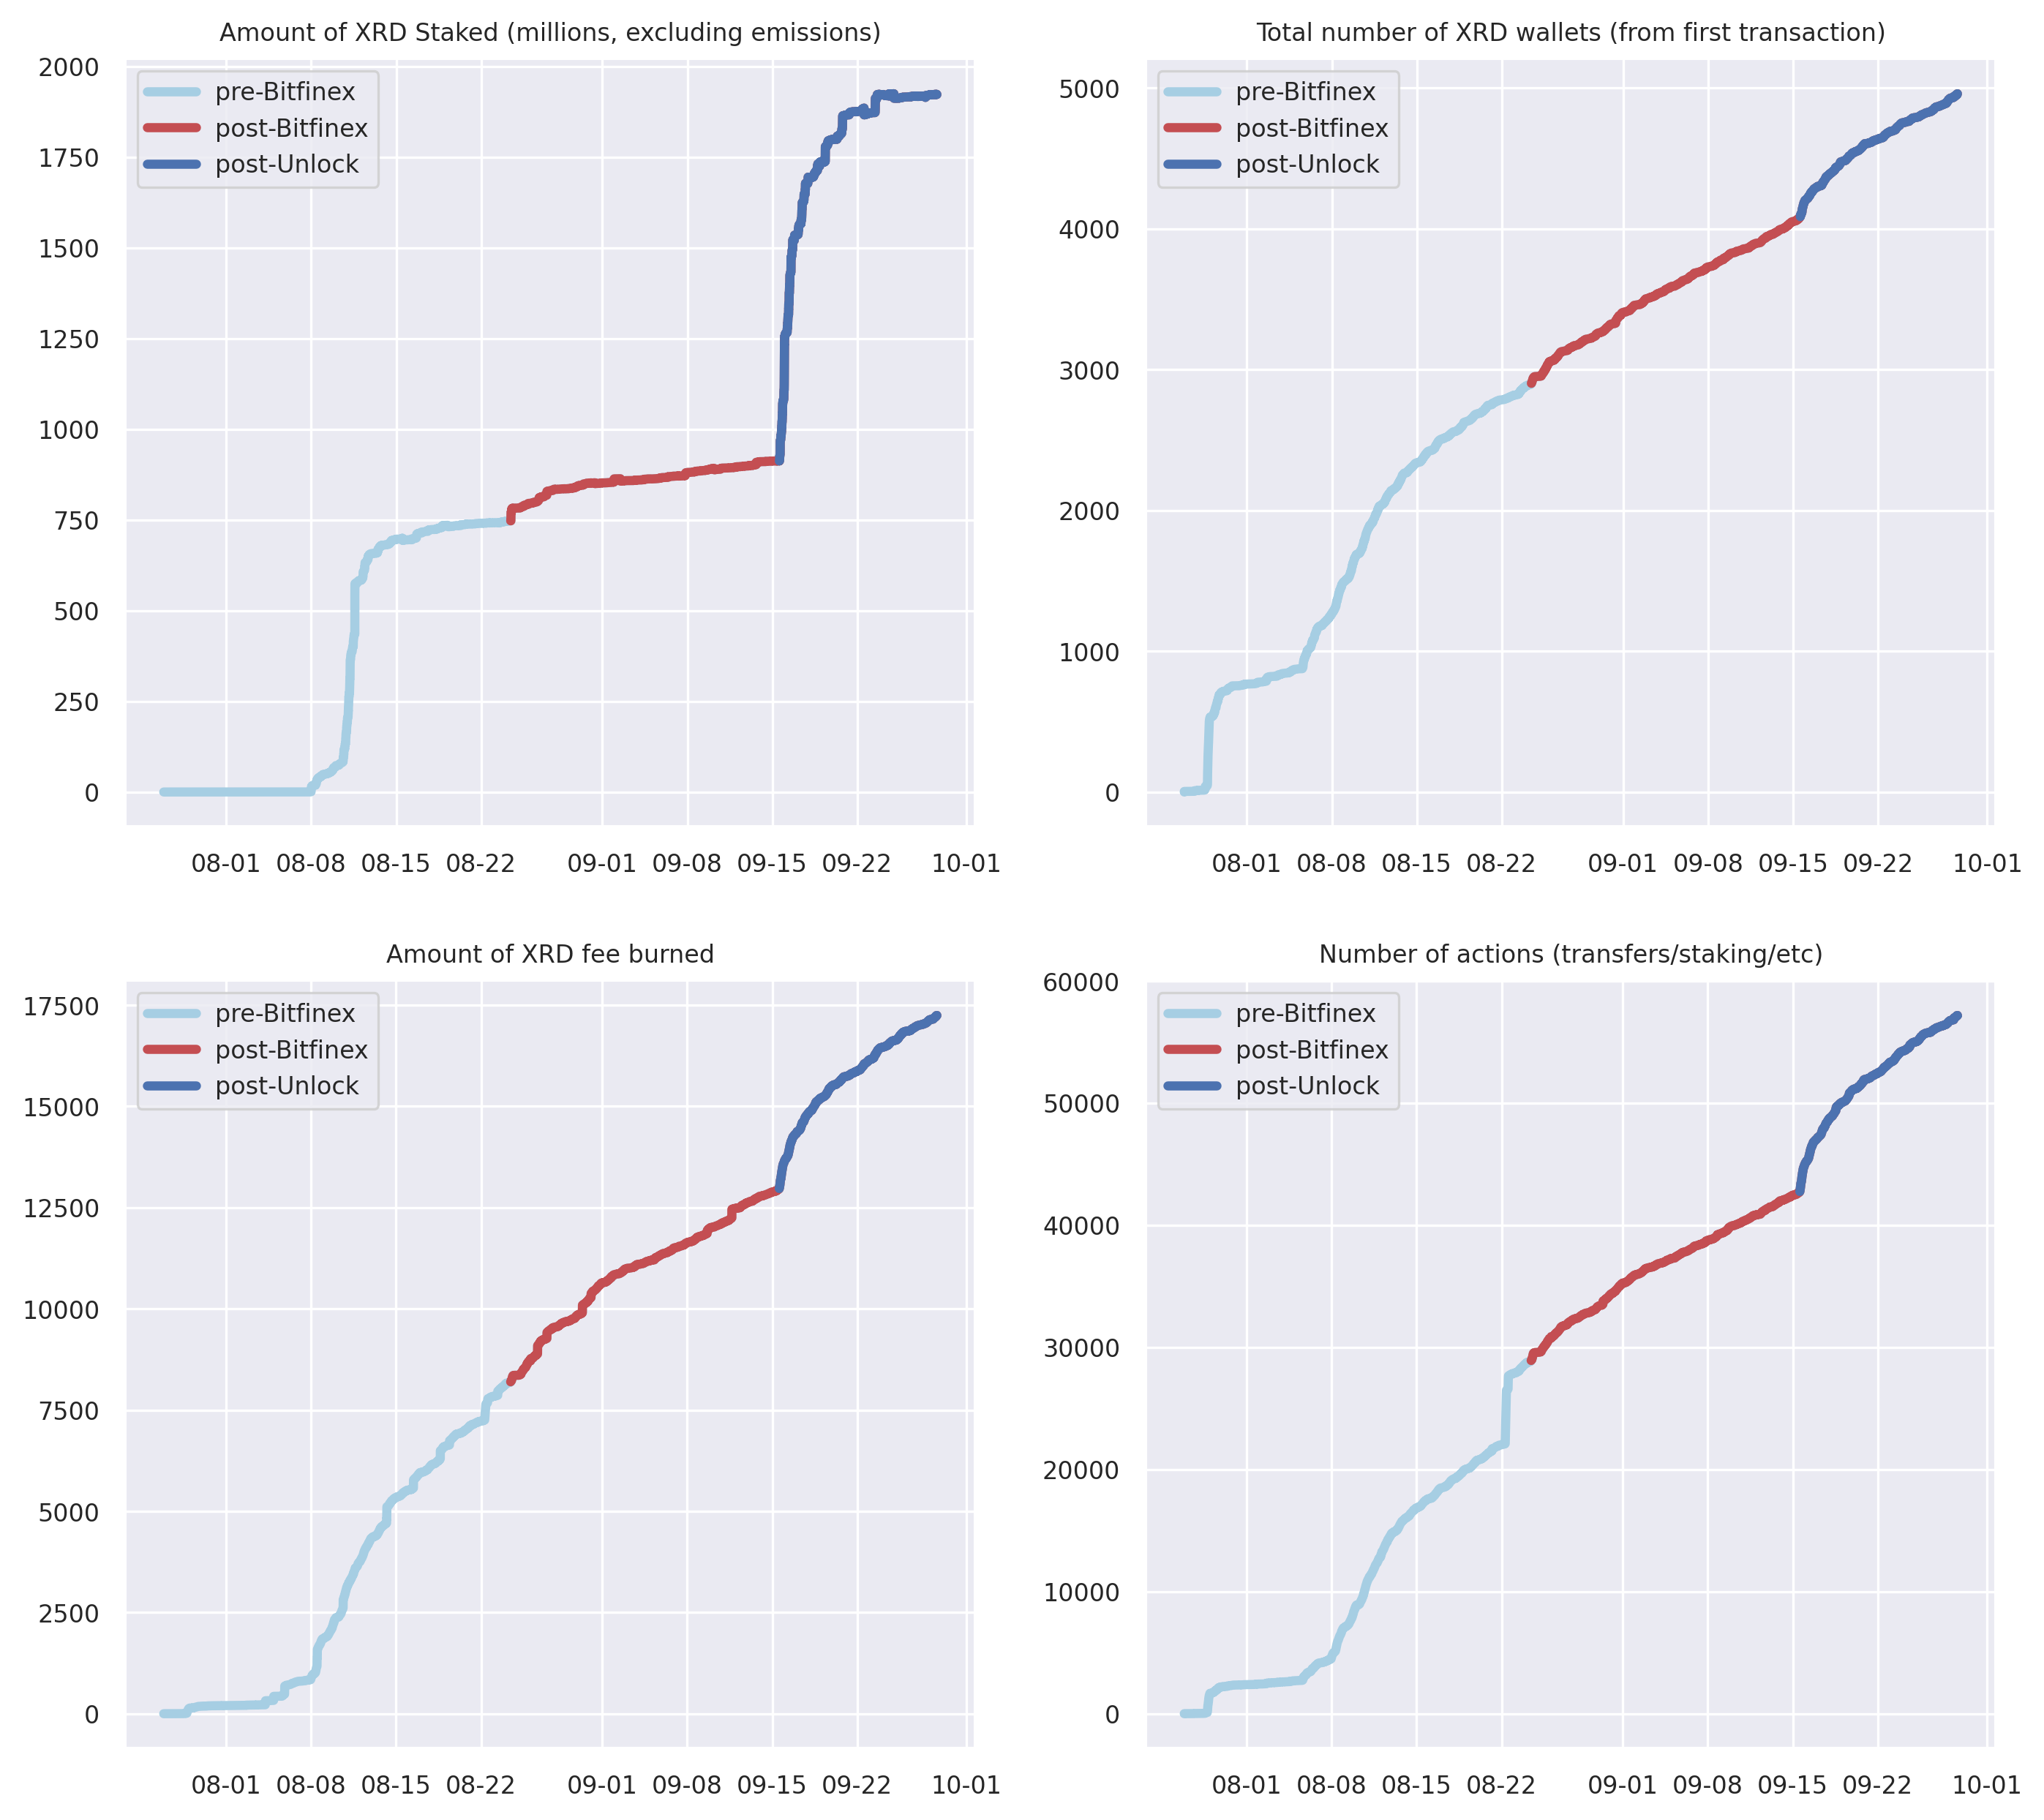 Amount of XRD Staked (millions, excluding emissions)
2000
1750
1500
1250
1000
750
500
250
0
pre-Bitfinex
post-Bitfinex
post-Unlock
08-01 08-08 08-15 08-22 09-01 09-08 09-15 09-22 10-01
Total number of XRD wallets (from first transaction)
5000
4000
3000
2000
1000
0
pre-Bitfinex
post-Bitfinex
post-Unlock
08-01 08-08 08-15 08-22 09-01 09-08 09-15 09-22 10-01
Amount of XRD fee burned
17500
15000
12500
10000
7500
5000
2500
0
pre-Bitfinex
post-Bitfinex
post-Unlock
08-01 08-08 08-15 08-22 09-01 09-08 09-15 09-22 10-01
Number of actions (transfers/staking/etc)
60000
50000
40000
30000
20000
10000
0
pre-Bitfinex
post-Bitfinex
post-Unlock
08-01 08-08 08-15 08-22 09-01 09-08 09-15 09-22 10-01